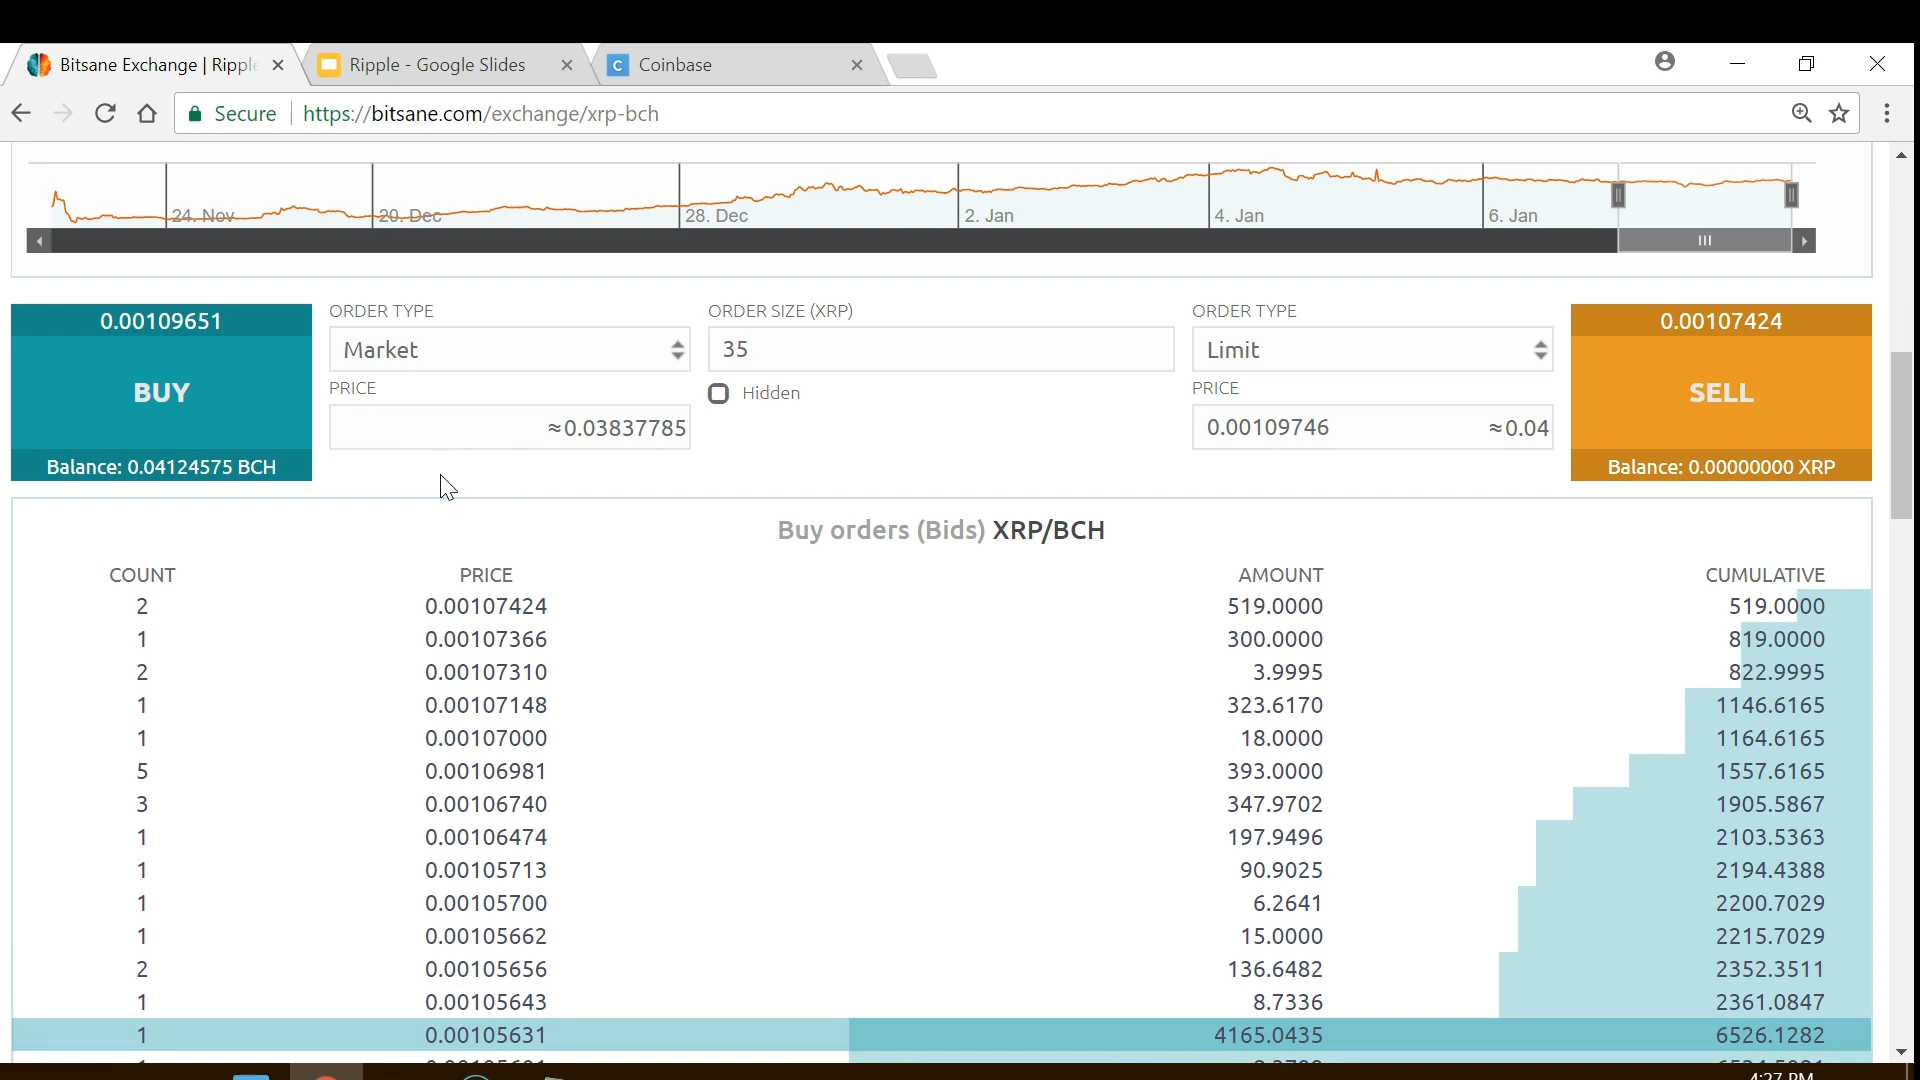 Bitsane Exchange | Ripple
Ripple - Google Slides
Coinbase
Secure
https://bitsane.com/exchange/xrp-bch
24. Nov
20. Dec
28. Dec
2. Jan
4. Jan
6. Jan
0.00109651
BUY
Balance: 0.04124575 BCH
ORDER TYPE
Market
PRICE
≈0.03837785
ORDER SIZE (XRP)
35
Hidden
ORDER TYPE
Limit
PRICE
0.00109746 ≈0.04
0.00107424
SELL
Balance: 0.00000000 XRP
Buy orders (Bids) XRP/BCH
COUNT PRICE AMOUNT CUMULATIVE
2 0.00107424 519.0000 519.0000
1 0.00107366 300.0000 819.0000
2 0.00107310 3.9995 822.9995
1 0.00107148 323.6170 1146.6165
1 0.00107000 18.0000 1164.6165
5 0.00106981 393.0000 1557.6165
3 0.00106740 347.9702 1905.5867
1 0.00106474 197.9496 2103.5363
1 0.00105713 90.9025 2194.4388
1 0.00105700 6.2641 2200.7029
1 0.00105662 15.0000 2215.7029
2 0.00105656 136.6482 2352.3511
1 0.00105643 8.7336 2361.0847
1 0.00105631 4165.0435 6526.1282
4:27 PM